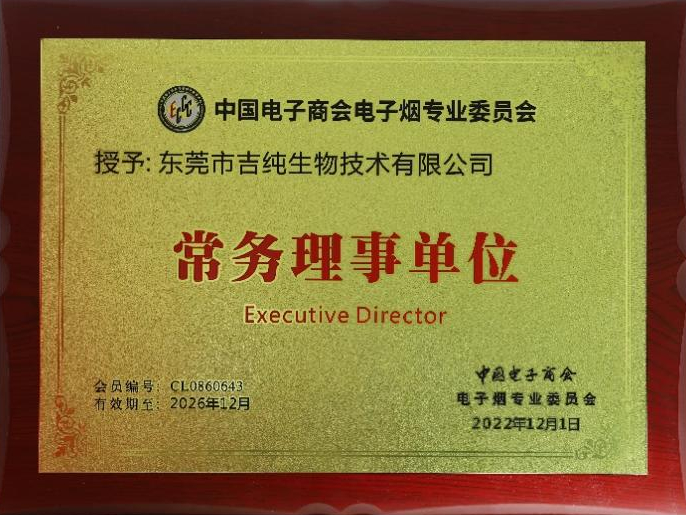 中国电子商会电子烟专业委员会
授予: 东莞市吉纯生物技术有限公司
常务理事单位
Executive Director
会员编号: CL0860643
有效期至: 2026年12月
中国电子商会
电子烟专业委员会
2022年12月1日